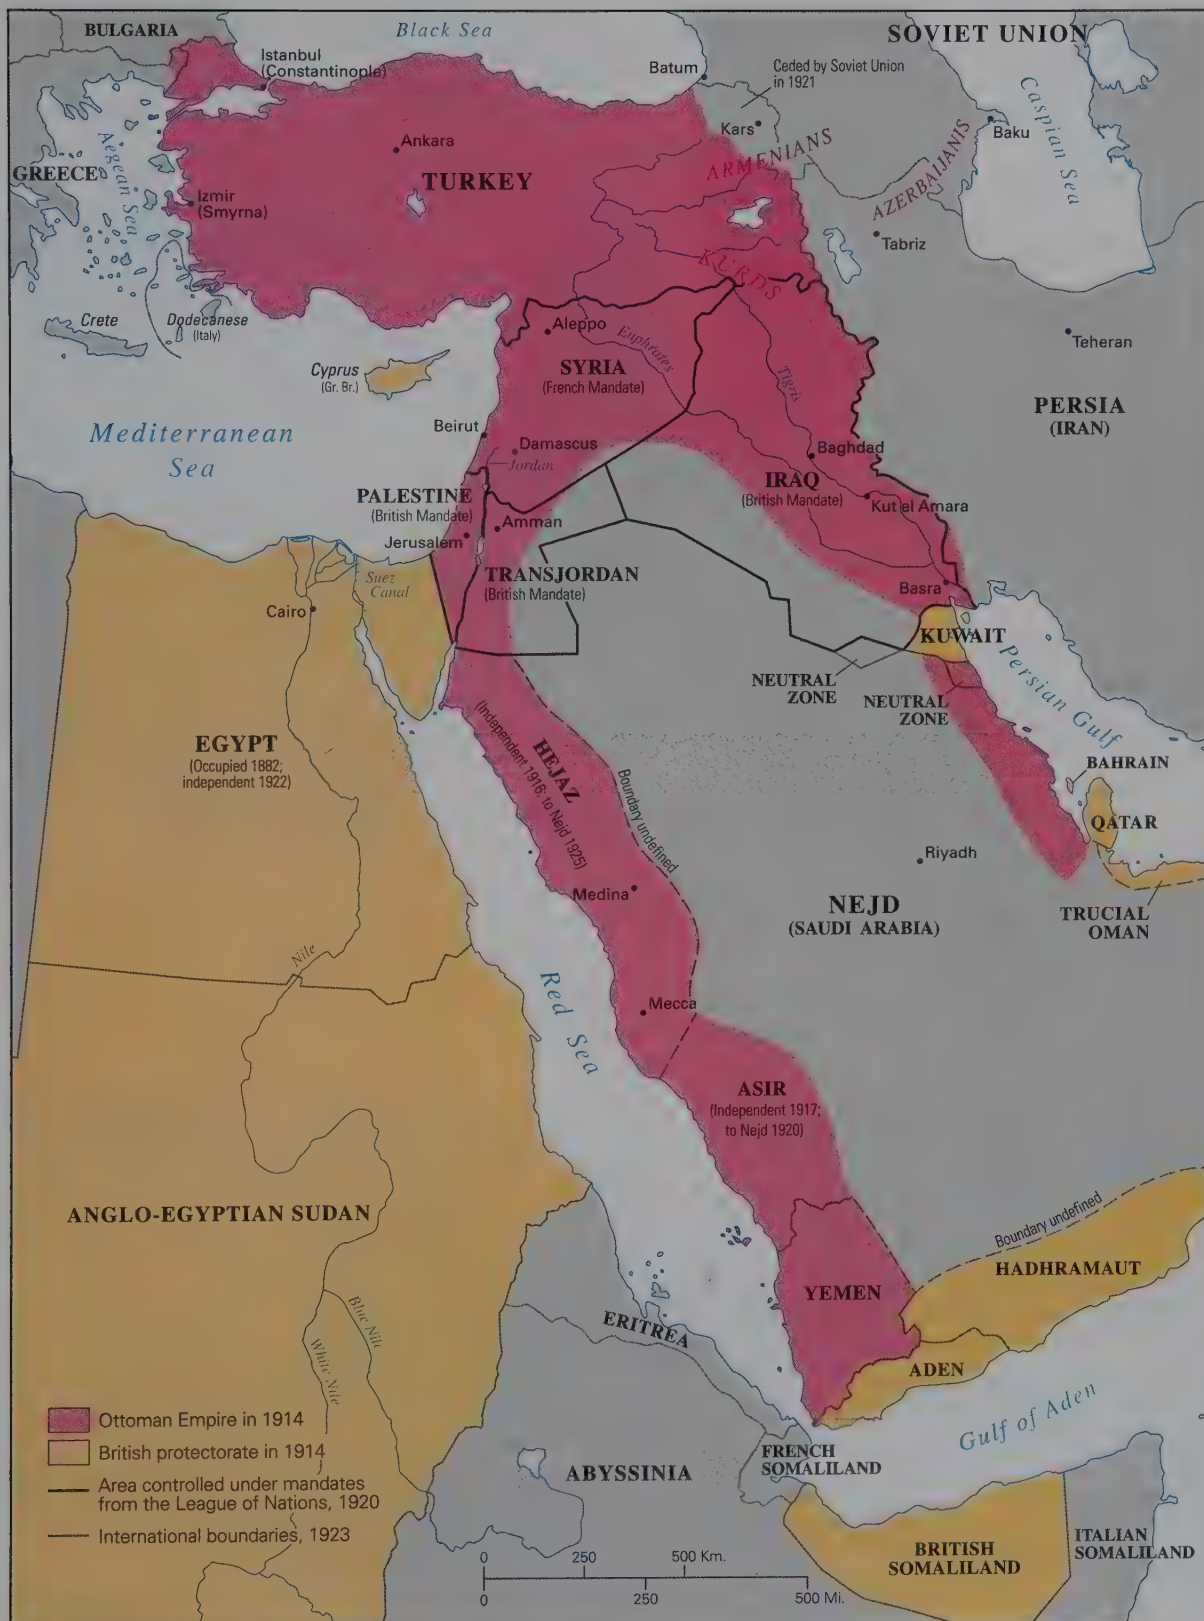 BULGARIA
Black Sea
SOVIET UNION
Istanbul
(Constantinople)
Batum
Ceded by Soviet Union
in 1921
Caspian Sea
Kars
Baku
Aegean Sea
Ankara
ARMENIANS
AZERBAIJANIS
GREECE
TURKEY
Izmir
(Smyrna)
Tabriz
KURDS
Crete
Dodecanese
(Italy)
Aleppo
Euphrates
Tigris
Teheran
Cyprus
(Gr. Br.)
SYRIA
(French Mandate)
PERSIA
(IRAN)
Mediterranean
Sea
Beirut
Damascus
Jordan
Baghdad
IRAQ
(British Mandate)
PALESTINE
(British Mandate)
Kut el Amara
Amman
Jerusalem
TRANSJORDAN
(British Mandate)
Suez
Canal
Basra
Cairo
KUWAIT
Persian Gulf
NEUTRAL
ZONE
NEUTRAL
ZONE
EGYPT
(Occupied 1882;
independent 1922)
HEJAZ
(Independent 1916; to Nejd 1925)
Boundary undefined
BAHRAIN
QATAR
Riyadh
Medina
NEJD
(SAUDI ARABIA)
TRUCIAL
OMAN
Nile
Red Sea
Mecca
ASIR
(Independent 1917;
to Nejd 1920)
ANGLO-EGYPTIAN SUDAN
Boundary undefined
HADHRAMAUT
YEMEN
Blue Nile
White Nile
ERITREA
ADEN
Gulf of Aden
Ottoman Empire in 1914
British protectorate in 1914
Area controlled under mandates
from the League of Nations, 1920
International boundaries, 1923
ABYSSINIA
FRENCH
SOMALILAND
BRITISH
SOMALILAND
ITALIAN
SOMALILAND
0 250 500 Km.
0 250 500 Mi.